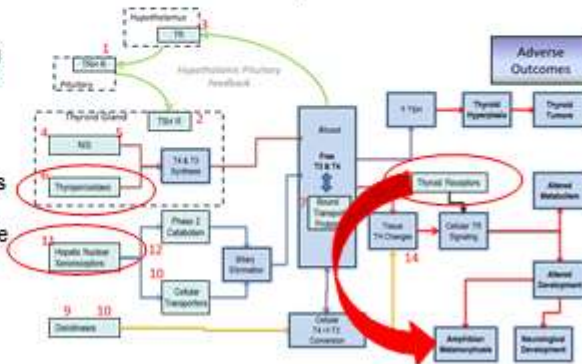 Hypothalamus
TR
3
1
TRH R
Pituitary
Hypothalamic Pituitary
Feedback
Thyroid Gland
TSH R
2
4
5
NIS
Thyroperoxidase
T4 & T3
Synthesis
11
Hepatic Nuclear
Xenoreceptors
12
Phase 2
Catabolism
10
Cellular
Transporters
Biliary
Elimination
9
10
Deiodinases
Blood
Free
T3 & T4
7
Bound
Transport
Proteins
Cellular
T4 -> T3
Conversion
↑ TSH
Thyroid
Hyperplasia
Thyroid
Tumors
Adverse
Outcomes
Thyroid Receptors
Tissue
TH Changes
14
Cellular TR
Signaling
Altered
Metabolism
Altered
Development
Amphibian
Metamorphosis
Neurological
Development